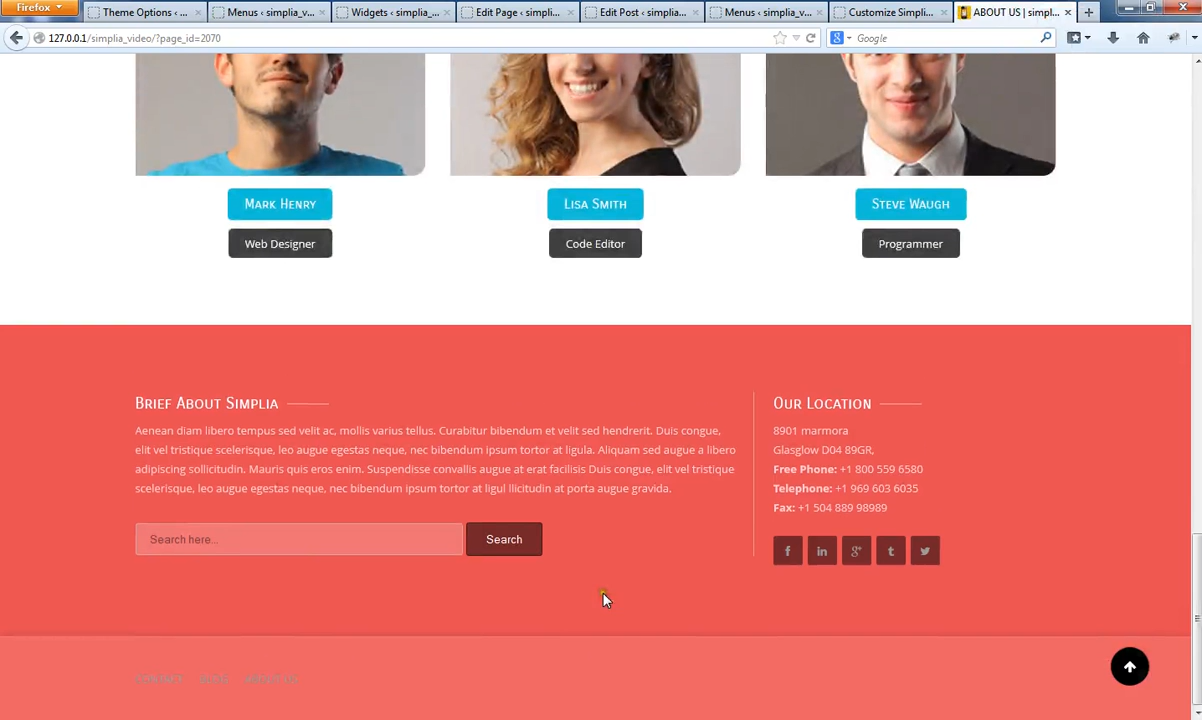 Firefox
Theme Options ‹ ...
Menus ‹ simplia_v...
Widgets ‹ simplia_...
Edit Page ‹ simpli...
Edit Post ‹ simplia...
Menus ‹ simplia_v...
Customize Simpli...
ABOUT US | simpl...
127.0.0.1/simplia_video/?page_id=2070
Google
Mark Henry
Lisa Smith
Steve Waugh
Web Designer
Code Editor
Programmer
Brief About Simplia
Aenean diam libero tempus sed velit ac, mollis varius tellus. Curabitur bibendum et velit sed hendrerit. Duis congue,
elit vel tristique scelerisque, leo augue egestas neque, nec bibendum ipsum tortor at ligula. Aliquam sed augue a libero
adipiscing sollicitudin. Mauris quis eros enim. Suspendisse convallis augue at erat facilisis Duis congue, elit vel tristique
scelerisque, leo augue egestas neque, nec bibendum ipsum tortor at ligul llicitudin at porta augue gravida.
Search here...
Search
Our Location
8901 marmora
Glasglow D04 89GR,
Free Phone: +1 800 559 6580
Telephone: +1 969 603 6035
Fax: +1 504 889 98989